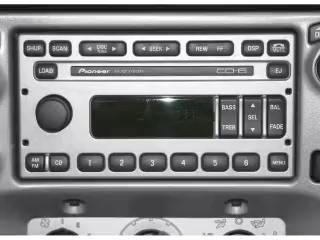 SHUF SCAN DISC SEEK REW FF DSP
LOAD Pioneer CD-6 EJ
BASS SEL BAL
TREB FADE
AM FM CD 1 2 3 4 5 6 MENU